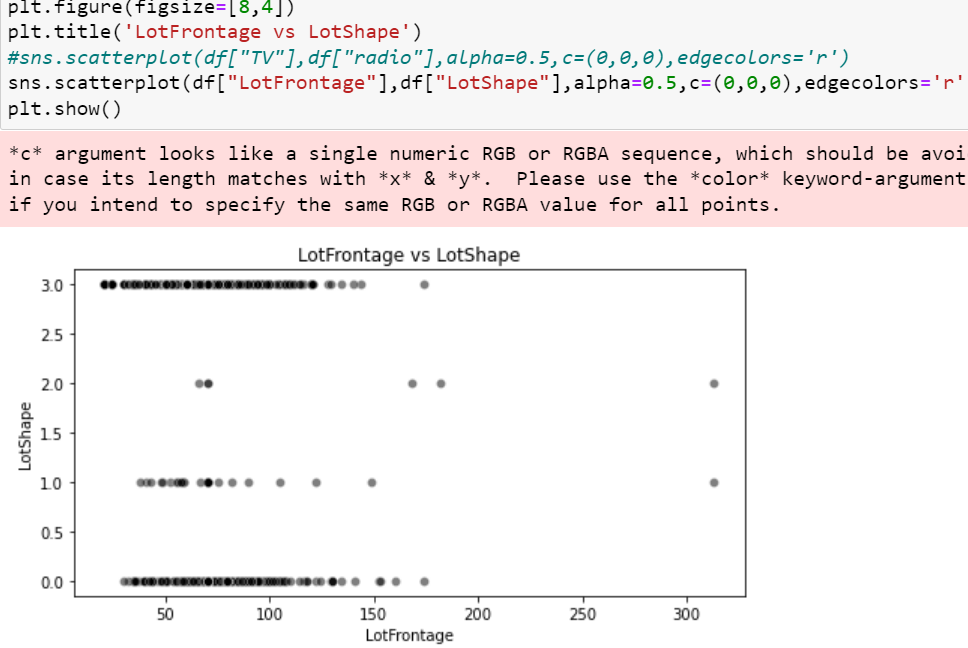 plt.figure(figsize=[8,4])
plt.title('LotFrontage vs LotShape')
#sns.scatterplot(df["TV"],df["radio"],alpha=0.5,c=(0,0,0),edgecolors='r')
sns.scatterplot(df["LotFrontage"],df["LotShape"],alpha=0.5,c=(0,0,0),edgecolors='r'
plt.show()
*c* argument looks like a single numeric RGB or RGBA sequence, which should be avoi
in case its length matches with *x* & *y*.  Please use the *color* keyword-argument
if you intend to specify the same RGB or RGBA value for all points.
LotFrontage vs LotShape
3.0
2.5
2.0
1.5
1.0
0.5
0.0
LotShape
50 100 150 200 250 300
LotFrontage